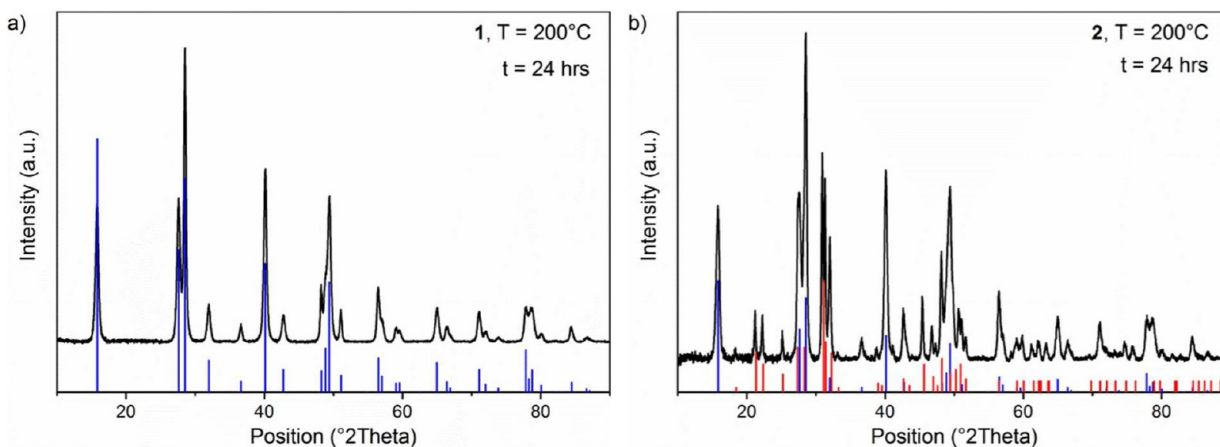 a)
1, T = 200°C
t = 24 hrs
Intensity (a.u.)
20 40 60 80
Position (°2Theta)
b)
2, T = 200°C
t = 24 hrs
Intensity (a.u.)
20 40 60 80
Position (°2Theta)